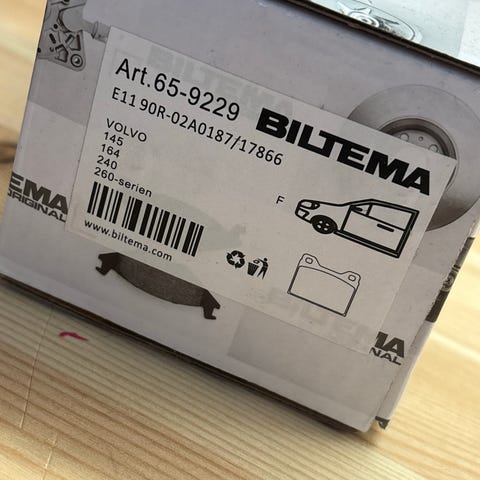 Art.65-9229
BILTEMA
E11 90R-02A0187/17866
VOLVO
145
164
240
260-serien
F
www.biltema.com
EMA
ORIGINAL
BILTEMA
MA
NAL